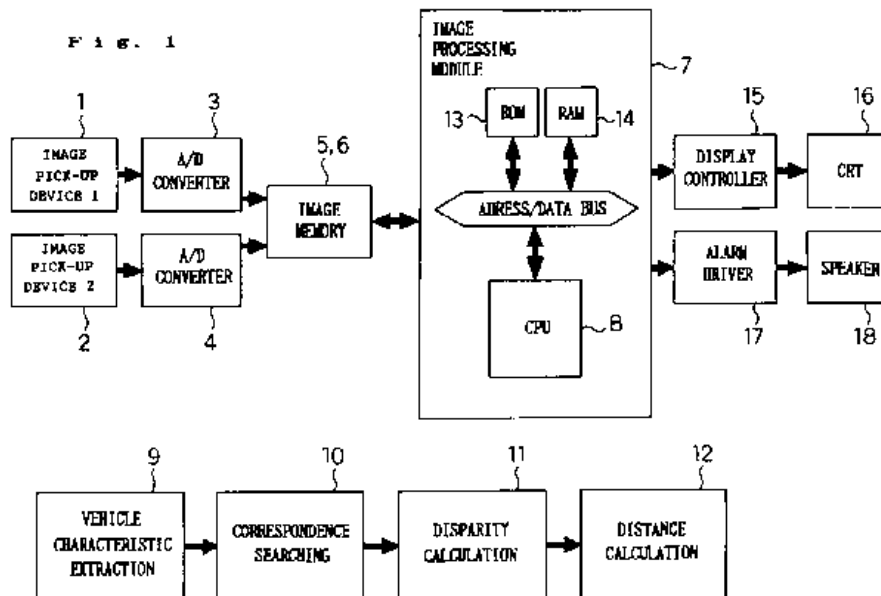 Fig. 1
IMAGE
PROCESSING
MODULE
7
1
3
5,6
13
ROM
RAM
14
15
16
IMAGE
PICK-UP
DEVICE 1
A/D
CONVERTER
IMAGE
MEMORY
DISPLAY
CONTROLLER
CRT
ADRESS/DATA BUS
IMAGE
PICK-UP
DEVICE 2
A/D
CONVERTER
ALARM
DRIVER
SPEAKER
2
4
CPU
8
17
18
9
10
11
12
VEHICLE
CHARACTERISTIC
EXTRACTION
CORRESPONDENCE
SEARCHING
DISPARITY
CALCULATION
DISTANCE
CALCULATION